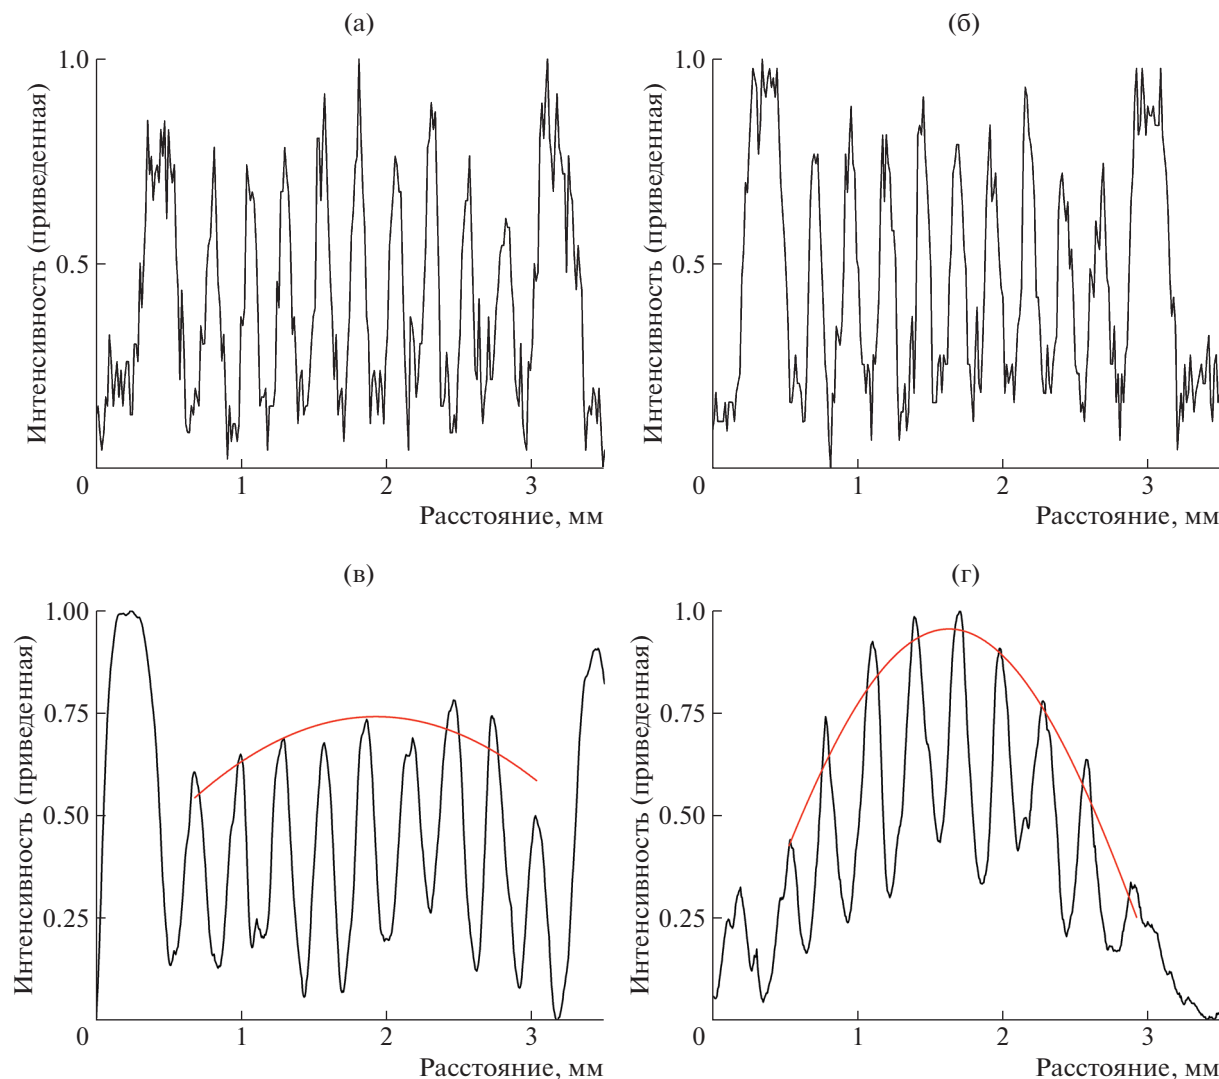 (а)
Интенсивность (приведенная)
1.0
0.5
0
1
2
3
Расстояние, мм
(б)
Интенсивность (приведенная)
1.0
0.5
0
1
2
3
Расстояние, мм
(в)
Интенсивность (приведенная)
1.00
0.75
0.50
0.25
0
1
2
3
Расстояние, мм
(г)
Интенсивность (приведенная)
1.0
0.75
0.50
0.25
0
1
2
3
Расстояние, мм